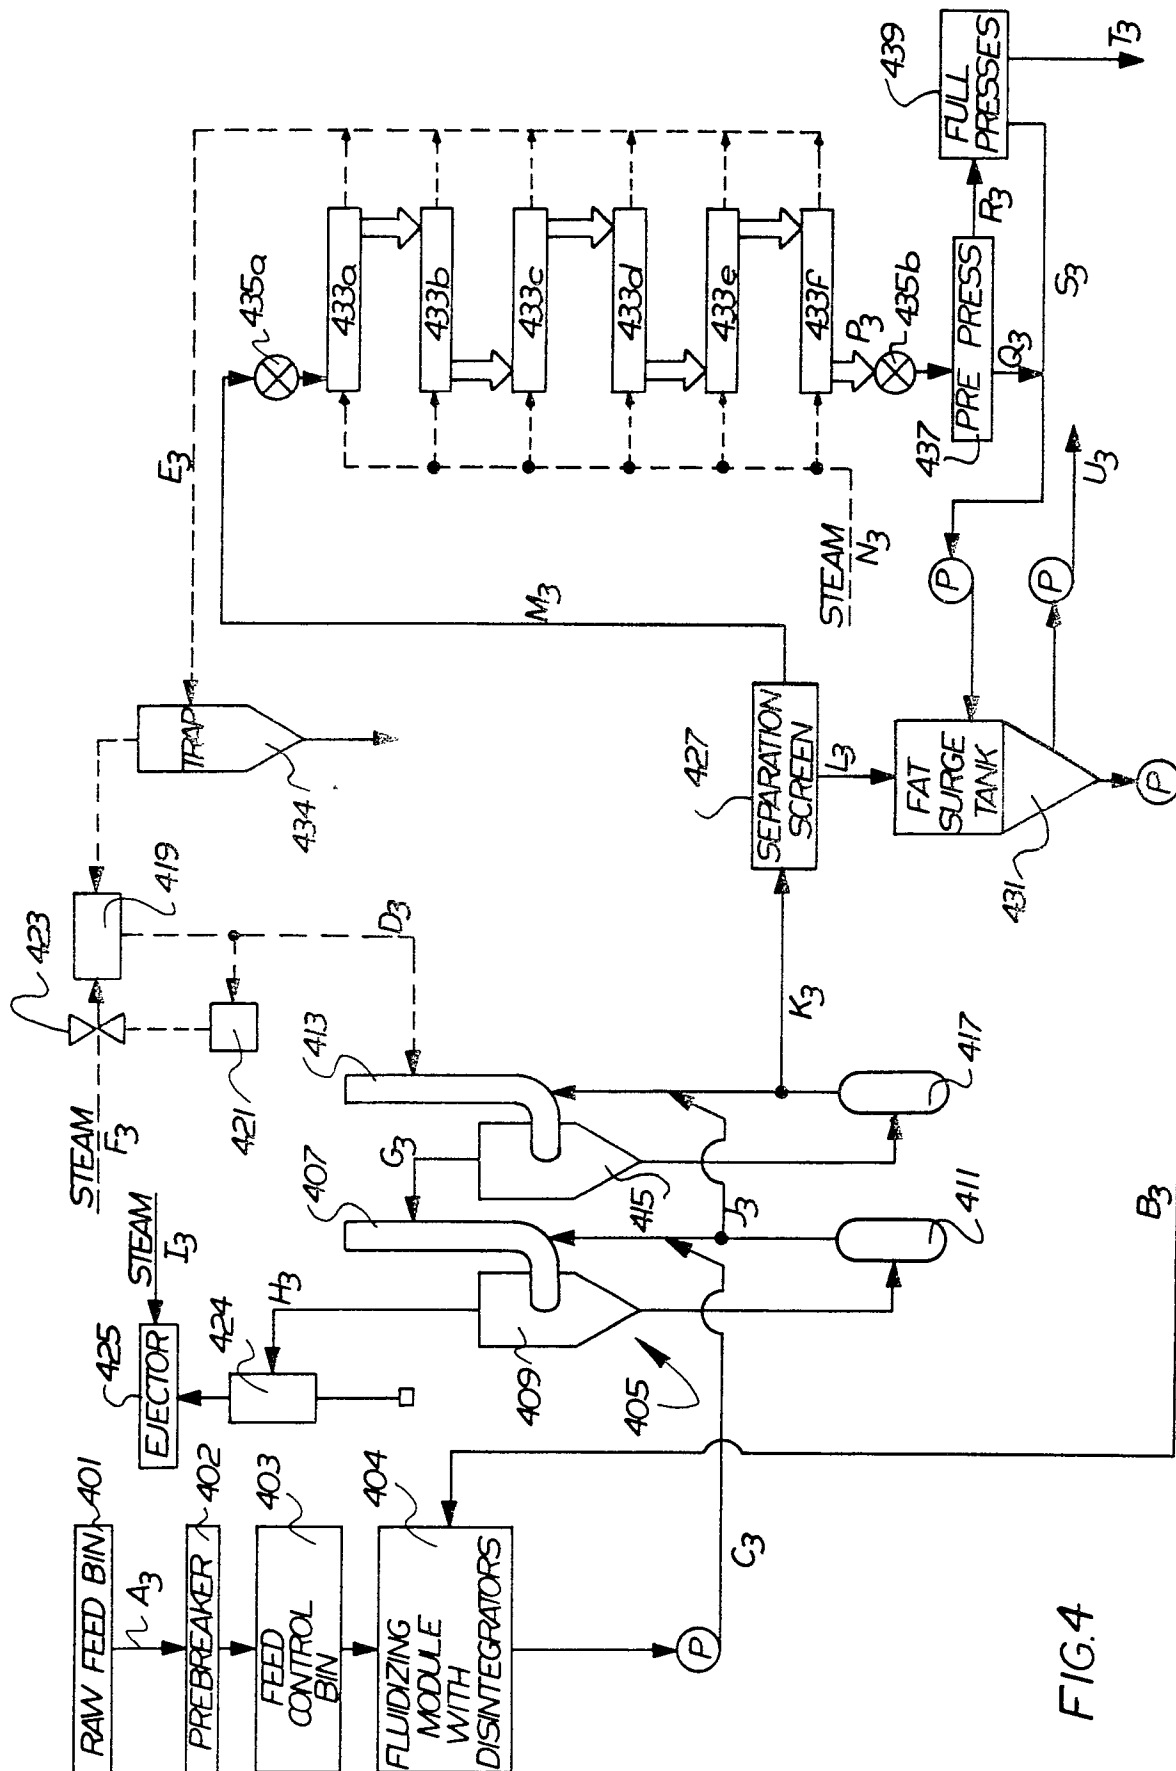 RAW FEED BIN
401
A3
PREBREAKER
402
FEED
CONTROL
BIN
403
FLUIDIZING
MODULE
WITH
DISINTEGRATORS
404
P
C3
B3
EJECTOR
425
STEAM
I3
424
H3
409
405
407
G3
411
J3
415
413
417
K3
D3
STEAM
F3
423
419
421
TRAP
434
E3
SEPARATION
SCREEN
427
L3
M3
FAT
SURGE
TANK
431
P
P
P
U3
STEAM
N3
435a
433a
433b
433c
433d
433e
433f
P3
435b
PRE PRESS
437
Q3
R3
S3
FULL
PRESSES
439
T3
FIG.4